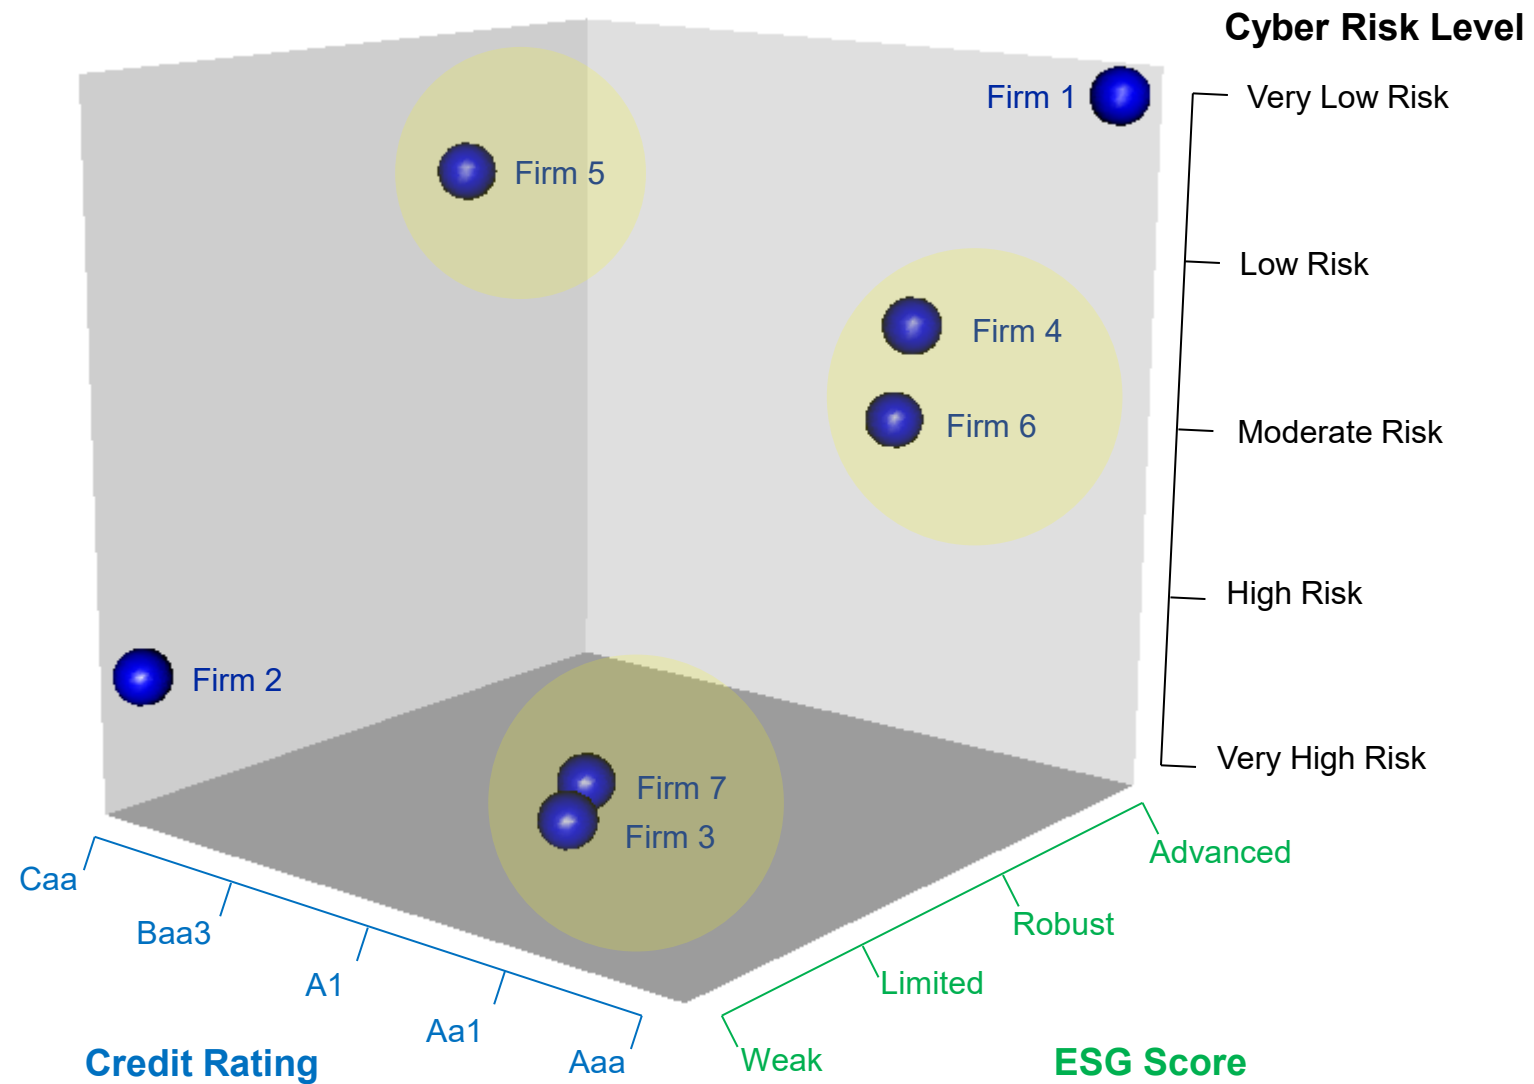 Cyber Risk Level
Firm 1
Very Low Risk
Firm 5
Low Risk
Firm 4
Firm 6
Moderate Risk
High Risk
Firm 2
Very High Risk
Firm 7
Firm 3
Caa
Baa3
A1
Aa1
Aaa
Credit Rating
Advanced
Robust
Limited
Weak
ESG Score